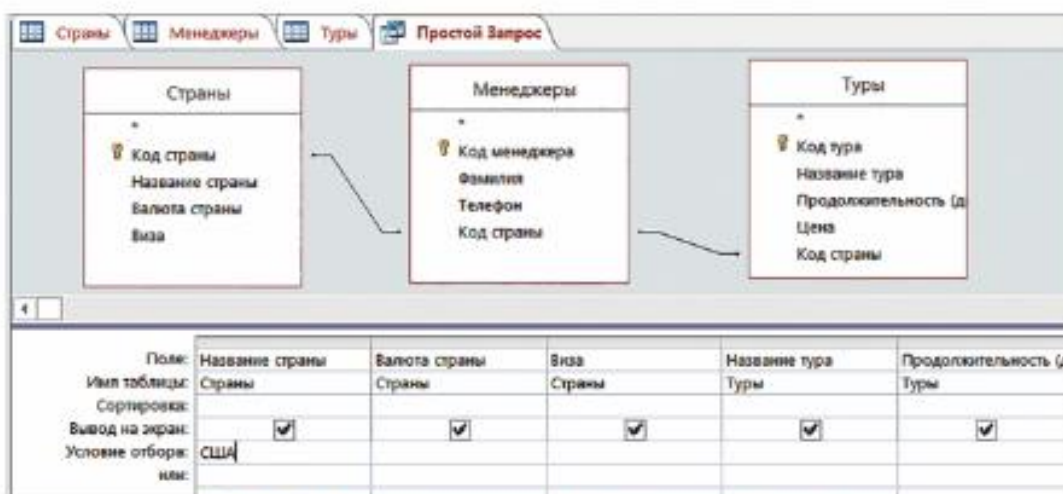 Страны Менеджеры Туры Простой Запрос
Страны
*
Код страны
Название страны
Валюта страны
Виза
Менеджеры
*
Код менеджера
Фамилия
Телефон
Код страны
Туры
*
Код тура
Название тура
Продолжительность (д
Цена
Код страны
Поле: Название страны Валюта страны Виза Название тура Продолжительность (д
Имя таблицы: Страны Страны Страны Туры Туры
Сортировка:
Вывод на экран:
Условие отбора: США
или: